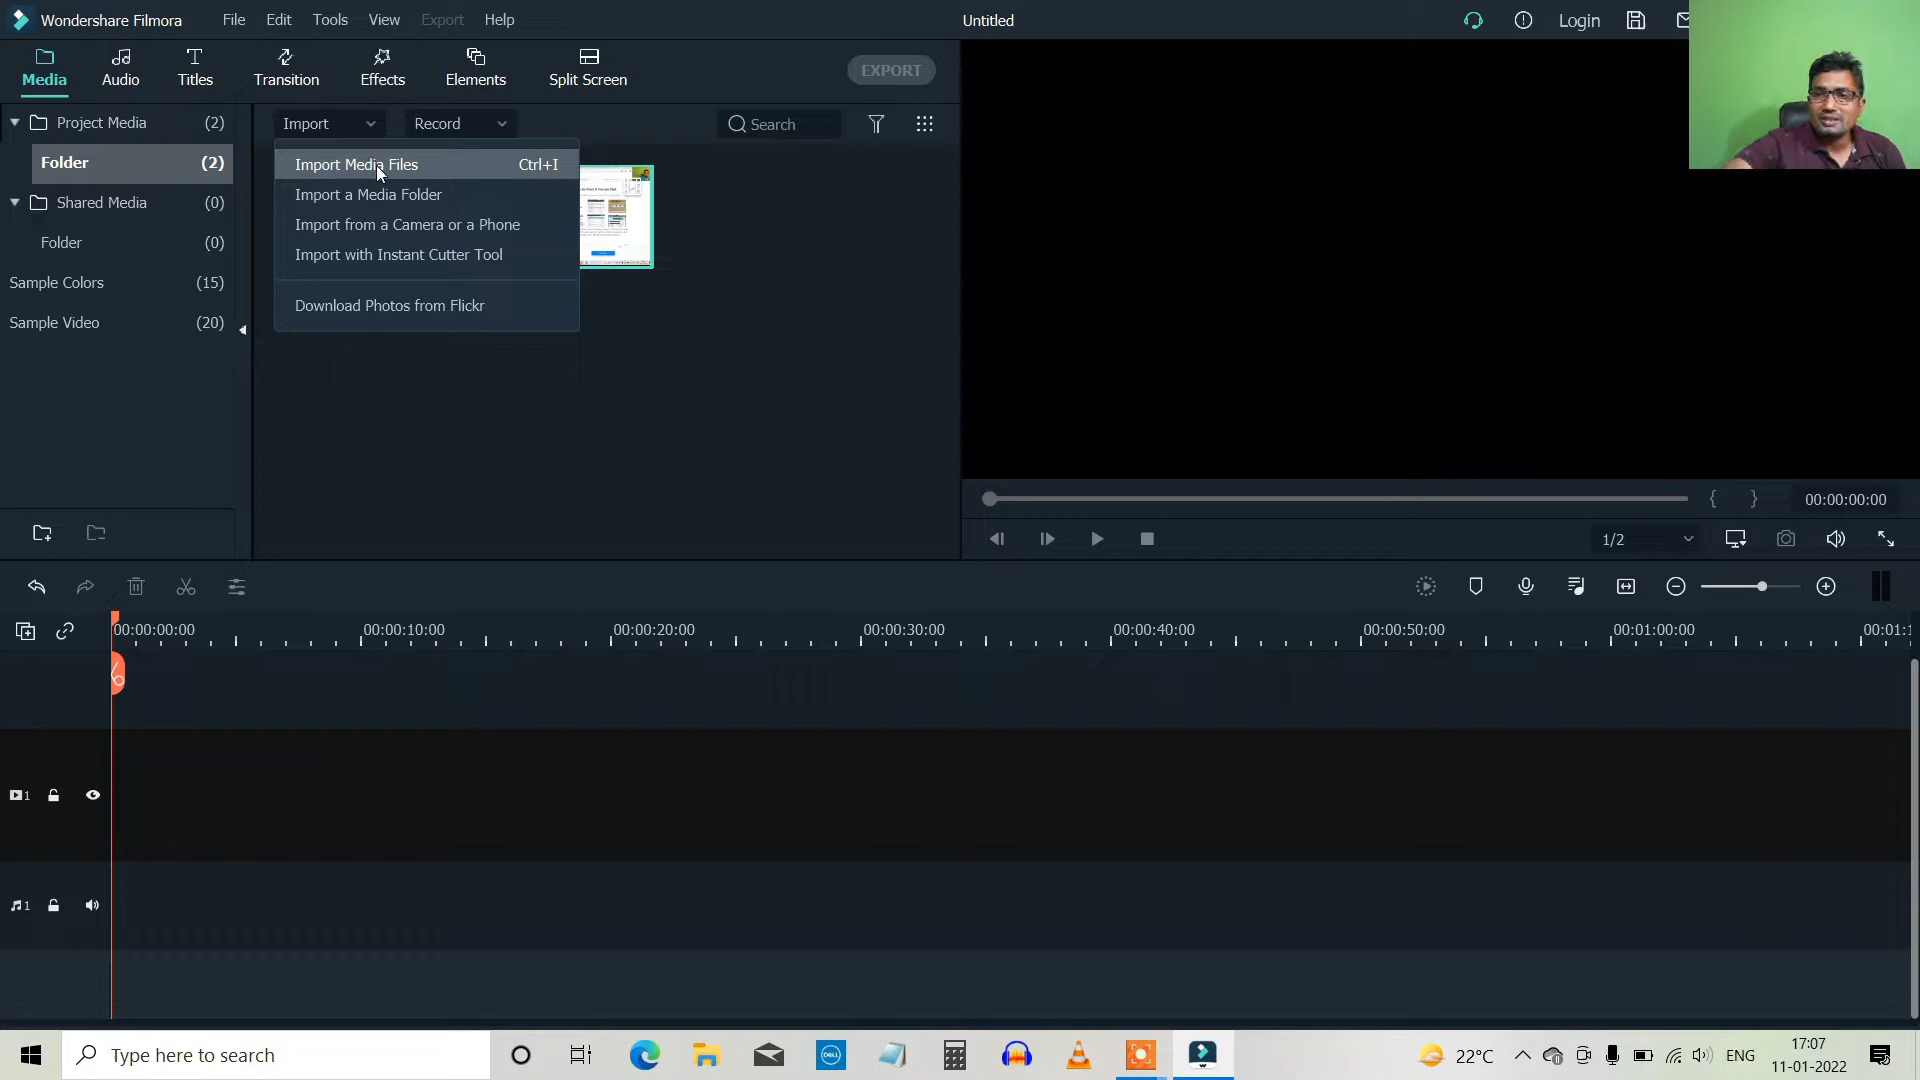 Wondershare Filmora File Edit Tools View Export Help Untitled Login
Media Audio Titles Transition Effects Elements Split Screen EXPORT
Project Media (2) Import Record Search
Folder (2)
Shared Media (0)
Folder (0)
Sample Colors (15)
Sample Video (20)
Import Media Files Ctrl+I
Import a Media Folder
Import from a Camera or a Phone
Import with Instant Cutter Tool
Download Photos from Flickr
{ } 00:00:00:00
1/2
00:00:00:00 00:00:10:00 00:00:20:00 00:00:30:00 00:00:40:00 00:00:50:00 00:01:00:00 00:01:1
1
1
Type here to search DELL 22°C ENG 17:07
11-01-2022